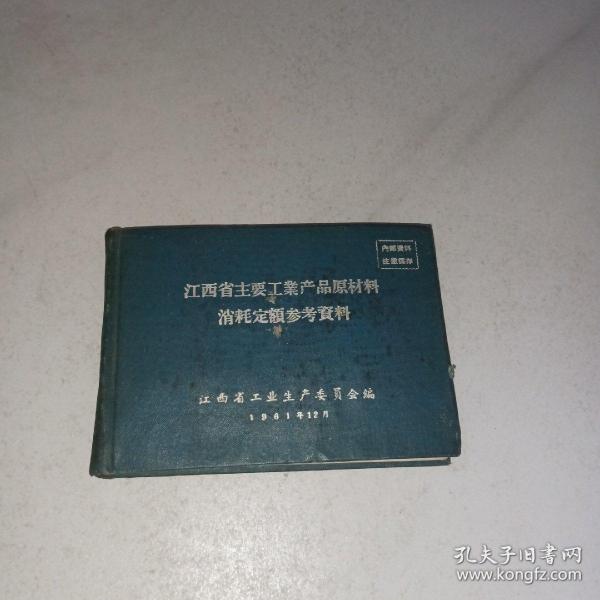 内部資料
注意保存
江西省主要工業产品原材料
消耗定額参考資料
江西省工业生产委員会编
1961年12月
孔夫子旧書网
www.kongfz.com